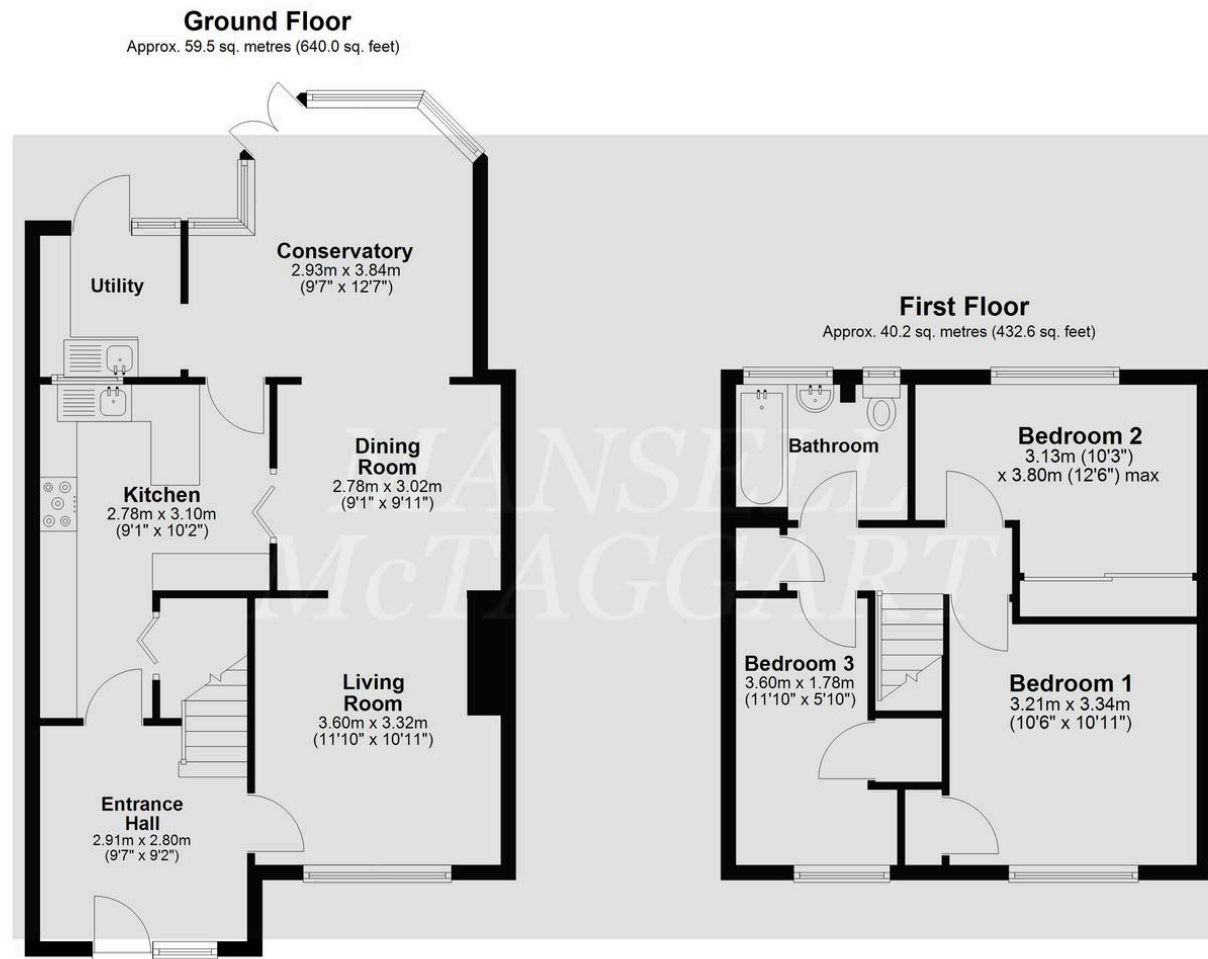 Ground Floor
Approx. 59.5 sq. metres (640.0 sq. feet)
Conservatory
2.93m x 3.84m
(9'7" x 12'7")
Utility
Dining
Room
2.78m x 3.02m
(9'1" x 9'11")
Kitchen
2.78m x 3.10m
(9'1" x 10'2")
Living
Room
3.60m x 3.32m
(11'10" x 10'11")
Entrance
Hall
2.91m x 2.80m
(9'7" x 9'2")
First Floor
Approx. 40.2 sq. metres (432.6 sq. feet)
Bathroom
Bedroom 2
3.13m (10'3")
x 3.80m (12'6") max
Bedroom 3
3.60m x 1.78m
(11'10" x 5'10")
Bedroom 1
3.21m x 3.34m
(10'6" x 10'11")
MANSELL
McTAGGART